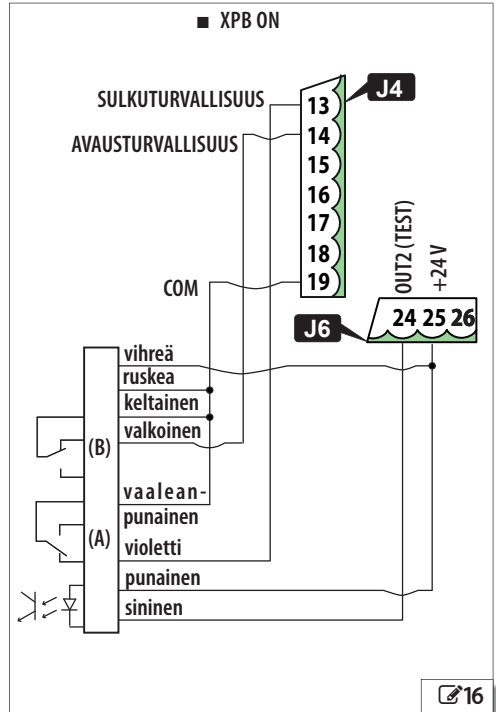 ■ XPB ON
SULKUTURVALLISUUS
AVAUSTURVALLISUUS
COM
J4
13
14
15
16
17
18
19
OUT2 (TEST)
+24 V
J6
24 25 26
vihreä
ruskea
keltainen
valkoinen
(B)
vaalean-
punainen
(A)
violetti
punainen
sininen
16